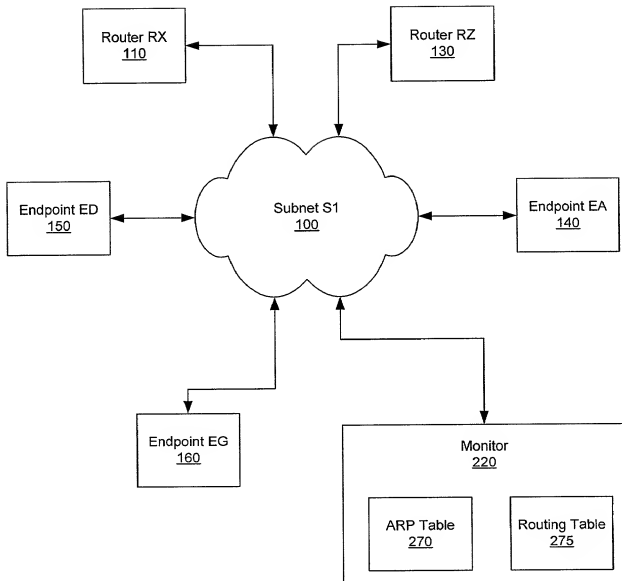 Router RX
110
Router RZ
130
Endpoint ED
150
Subnet S1
100
Endpoint EA
140
Endpoint EG
160
Monitor
220
ARP Table
270
Routing Table
275